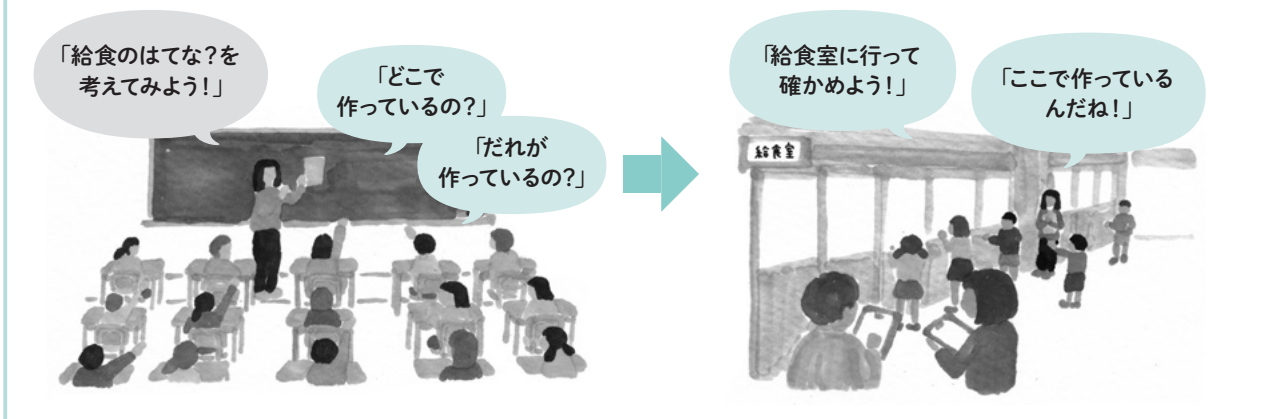 「給食のはてな？を
考えてみよう！」
「どこで
作っているの？」
「だれが
作っているの？」
「給食室に行って
確かめよう！」
「ここで作っている
んだね！」
給食室